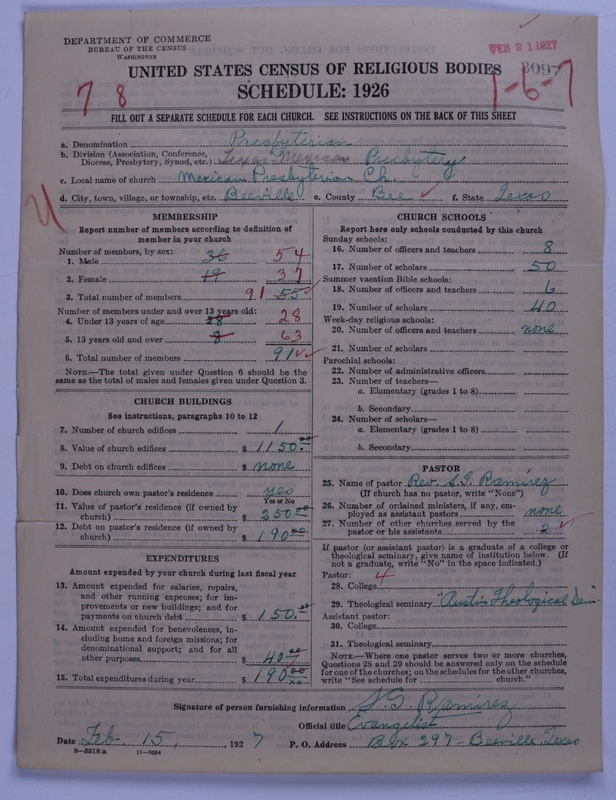 DEPARTMENT OF COMMERCE
BUREAU OF THE CENSUS
WASHINGTON
FEB 21 1927
3097
1-6-7
UNITED STATES CENSUS OF RELIGIOUS BODIES
SCHEDULE: 1926
7 8
FILL OUT A SEPARATE SCHEDULE FOR EACH CHURCH. SEE INSTRUCTIONS ON THE BACK OF THIS SHEET
a. Denomination Presbyterian
b. Division (Association, Conference, Diocese, Presbytery, Synod, etc.) Texas Mexican Presbytery
c. Local name of church Mexican Presbyterian Ch.
d. City, town, village, or township, etc. Beeville e. County Bee f. State Texas
4
MEMBERSHIP
Report number of members according to definition of
member in your church
Number of members, by sex:
1. Male 36 54
2. Female 19 37
3. Total number of members 91 55
Number of members under and over 13 years old:
4. Under 13 years of age 28 28
5. 13 years old and over 8 63
6. Total number of members 91
NOTE.—The total given under Question 6 should be
same as the total of males and females given under Question 3.
CHURCH BUILDINGS
See instructions, paragraphs 10 to 12
7. Number of church edifices 1
8. Value of church edifices $ 1150.00
9. Debt on church edifices $ none
10. Does church own pastor's residence yes
Yes or No
11. Value of pastor's residence (if owned by
church) $ 250.00
12. Debt on pastor's residence (if owned by
church) $ 190.00
EXPENDITURES
Amount expended by your church during last fiscal year
13. Amount expended for salaries, repairs,
and other running expenses; for im-
provements or new buildings; and for
payments on church debt $ 150.00
14. Amount expended for benevolences, in-
cluding home and foreign missions; for
denominational support; and for all
other purposes $ 40.00
15. Total expenditures during year $ 190.00
xx
CHURCH SCHOOLS
Report here only schools conducted by this church
Sunday schools:
16. Number of officers and teachers 8
17. Number of scholars 50
Summer vacation Bible schools:
18. Number of officers and teachers 6
19. Number of scholars 40
Week-day religious schools:
20. Number of officers and teachers none
21. Number of scholars
Parochial schools:
22. Number of administrative officers
23. Number of teachers—
a. Elementary (grades 1 to 8)
b. Secondary
24. Number of scholars—
a. Elementary (grades 1 to 8)
b. Secondary
PASTOR
25. Name of pastor Rev. S.G. Ramirez
(If church has no pastor, write "None")
26. Number of ordained ministers, if any, em-
ployed as assistant pastors none
27. Number of other churches served by the
pastor or his assistants 2
If pastor (or assistant pastor) is a graduate of a college or
theological seminary, give name of institution below. (If
not a graduate, write "No" in the space indicated.)
Pastor: 4
28. College
29. Theological seminary "Austin Theological Sem.
Assistant pastor:
30. College
31. Theological seminary
NOTE.—Where one pastor serves two or more churches,
Questions 28 and 29 should be answered only on the schedule
for one of the churches; on the schedules for the other churches,
write "See schedule for church."
Signature of person furnishing information S.G. Ramirez
Official title Evangelist
Date Feb. 15, 1927 P. O. Address Box 297 - Beeville, Texas
8—5518a 11—9064